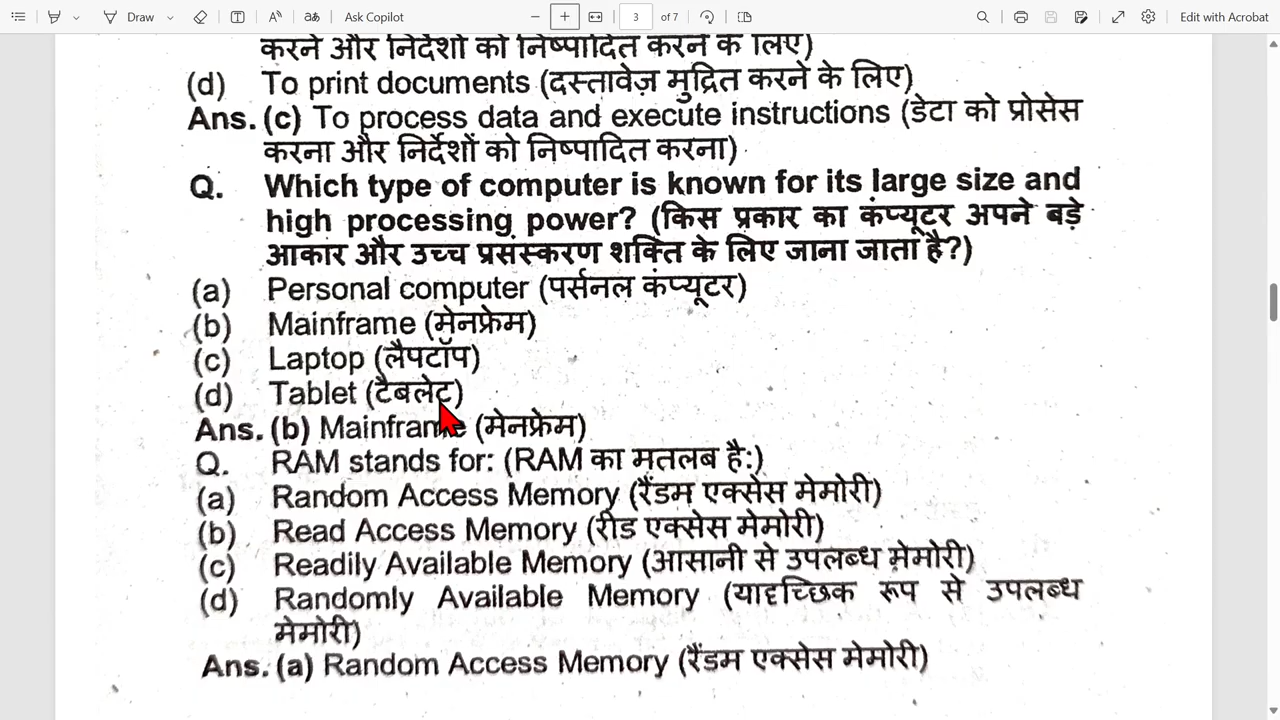 Draw
Ask Copilot
3 of 7
Edit with Acrobat
करने और निर्देशों को निष्पादित करने के लिए)
(d) To print documents (दस्तावेज़ मुद्रित करने के लिए)
Ans. (c) To process data and execute instructions (डेटा को प्रोसेस
करना और निर्देशों को निष्पादित करना)
Q. Which type of computer is known for its large size and
high processing power? (किस प्रकार का कंप्यूटर अपने बड़े
आकार और उच्च प्रसंस्करण शक्ति के लिए जाना जाता है?)
(a) Personal computer (पर्सनल कंप्यूटर)
(b) Mainframe (मेनफ्रेम)
(c) Laptop (लैपटॉप)
(d) Tablet (टैबलेट)
Ans. (b) Mainframe (मेनफ्रेम)
Q. RAM stands for: (RAM का मतलब है:)
(a) Random Access Memory (रैंडम एक्सेस मेमोरी)
(b) Read Access Memory (रीड एक्सेस मेमोरी)
(c) Readily Available Memory (आसानी से उपलब्ध मेमोरी)
(d) Randomly Available Memory (यादृच्छिक रूप से उपलब्ध
मेमोरी)
Ans. (a) Random Access Memory (रैंडम एक्सेस मेमोरी)